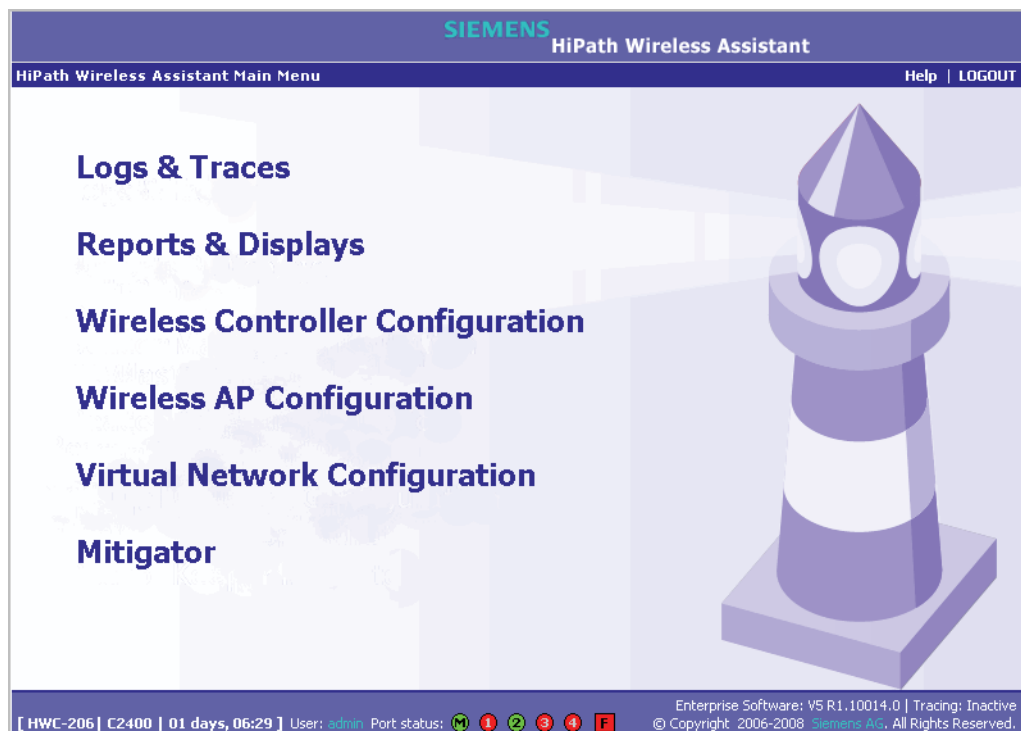 SIEMENS
HiPath Wireless Assistant
HiPath Wireless Assistant Main Menu
Help | LOGOUT
Logs & Traces
Reports & Displays
Wireless Controller Configuration
Wireless AP Configuration
Virtual Network Configuration
Mitigator
[ HWC-206 | C2400 | 01 days, 06:29 ] User: admin Port status: M 1 2 3 4 F
Enterprise Software: V5 R1.10014.0 | Tracing: Inactive
© Copyright 2006-2008 Siemens AG. All Rights Reserved.